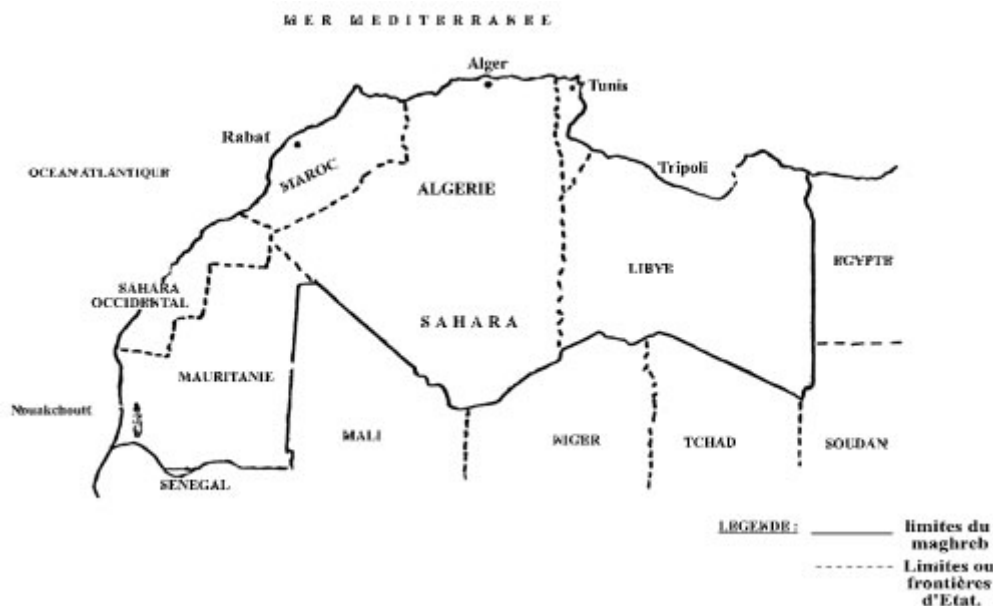 MER MEDITERRANEE
Alger
Tunis
Rabat
OCEAN ATLANTIQUE
MAROC
Tripoli
ALGERIE
LIBYE
EGYPTE
SAHARA
OCCIDENTAL
SAHARA
MAURITANIE
Nouakchott
MALI
NIGER
TCHAD
SOUDAN
SENEGAL
LEGENDE :
limites du
maghreb
Limites ou
frontières
d'Etat.